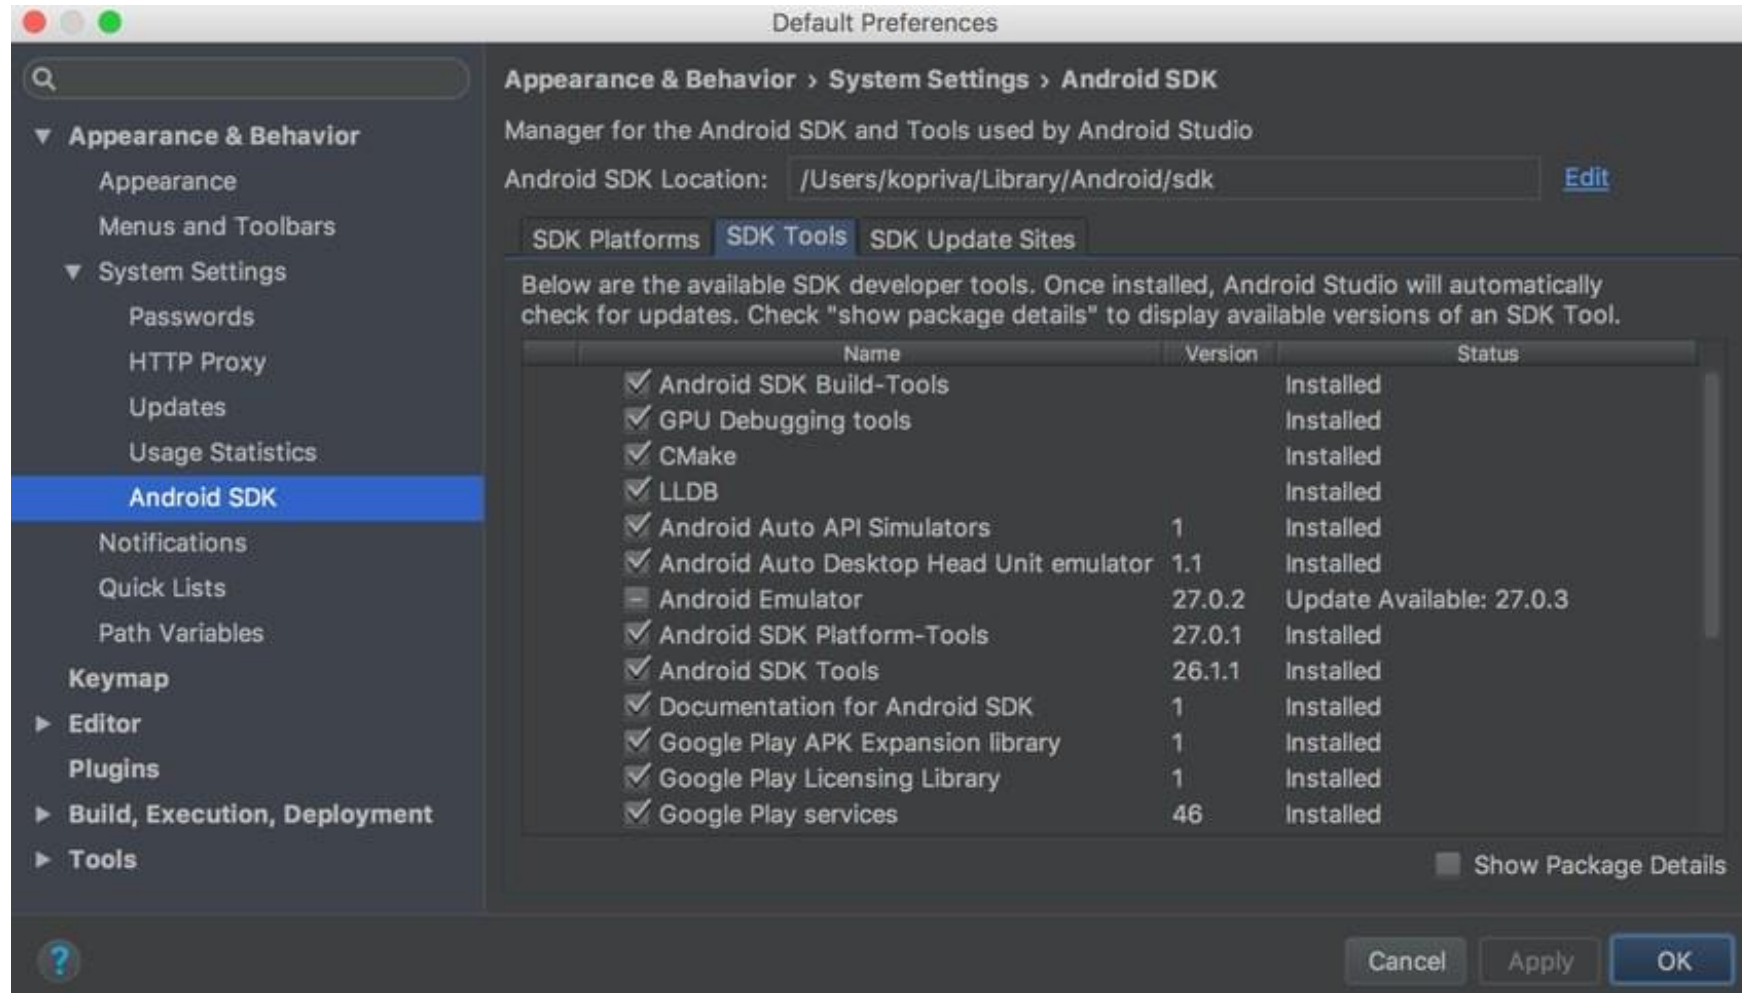 Default Preferences
Appearance & Behavior
Appearance
Menus and Toolbars
System Settings
Passwords
HTTP Proxy
Updates
Usage Statistics
Android SDK
Notifications
Quick Lists
Path Variables
Keymap
Editor
Plugins
Build, Execution, Deployment
Tools
Appearance & Behavior › System Settings › Android SDK
Manager for the Android SDK and Tools used by Android Studio
Android SDK Location: /Users/kopriva/Library/Android/sdk Edit
SDK Platforms SDK Tools SDK Update Sites
Below are the available SDK developer tools. Once installed, Android Studio will automatically
check for updates. Check "show package details" to display available versions of an SDK Tool.
Name Version Status
Android SDK Build-Tools Installed
GPU Debugging tools Installed
CMake Installed
LLDB Installed
Android Auto API Simulators 1 Installed
Android Auto Desktop Head Unit emulator 1.1 Installed
Android Emulator 27.0.2 Update Available: 27.0.3
Android SDK Platform-Tools 27.0.1 Installed
Android SDK Tools 26.1.1 Installed
Documentation for Android SDK 1 Installed
Google Play APK Expansion library 1 Installed
Google Play Licensing Library 1 Installed
Google Play services 46 Installed
Show Package Details
? Cancel Apply OK